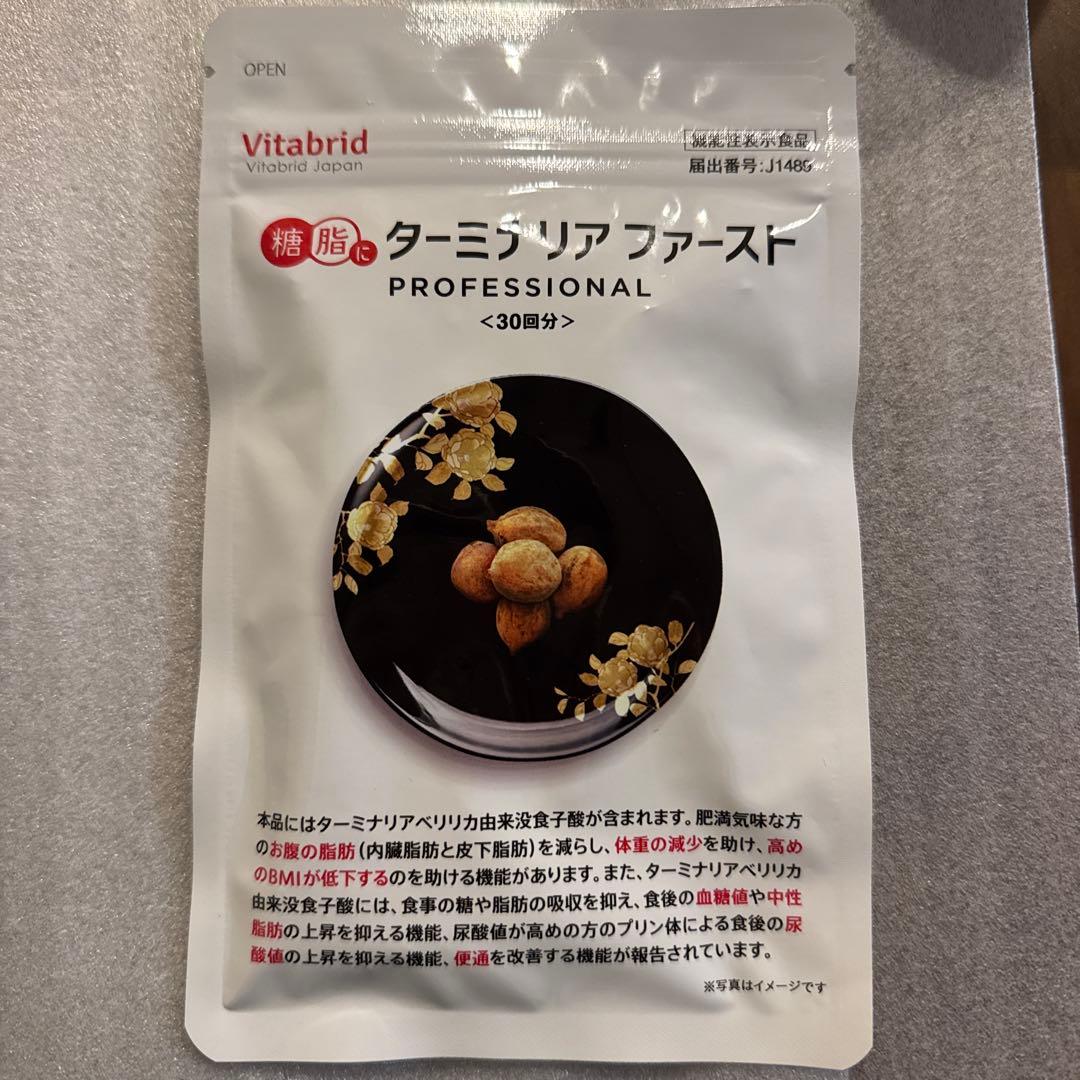 OPEN
Vitabrid
Vitabrid Japan
機能性表示食品
届出番号:J1489
糖 脂に ターミナリア ファースト
PROFESSIONAL
<30回分>
本品にはターミナリアベリリカ由来没食子酸が含まれます。肥満気味な方
のお腹の脂肪(内臓脂肪と皮下脂肪)を減らし、体重の減少を助け、高め
のBMIが低下するのを助ける機能があります。また、ターミナリアベリリカ
由来没食子酸には、食事の糖や脂肪の吸収を抑え、食後の血糖値や中性
脂肪の上昇を抑える機能、尿酸値が高めの方のプリン体による食後の尿
酸値の上昇を抑える機能、便通を改善する機能が報告されています。
※写真はイメージです